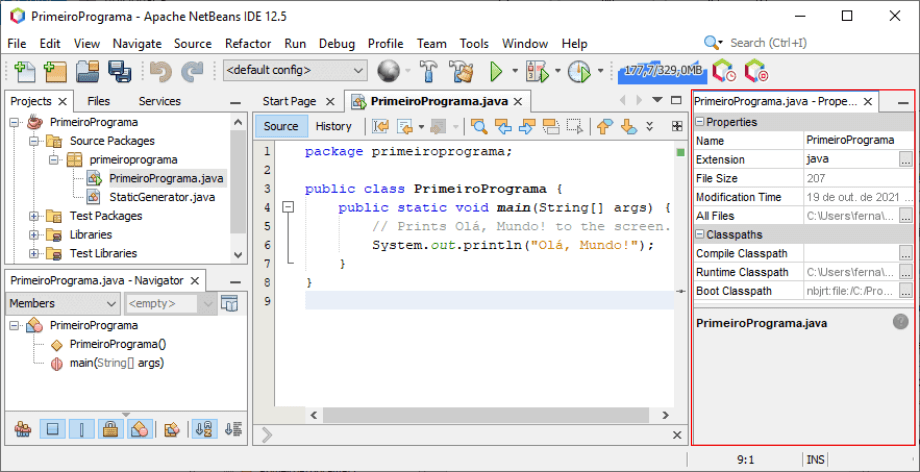 PrimeiroPrograma - Apache NetBeans IDE 12.5
File Edit View Navigate Source Refactor Run Debug Profile Team Tools Window Help Search (Ctrl+I)
<default config> 177,7/329,0MB
Projects Files Services
PrimeiroPrograma
Source Packages
primeiroprograma
PrimeiroPrograma.java
StaticGenerator.java
Test Packages
Libraries
Test Libraries
PrimeiroPrograma.java - Navigator
Members <empty>
PrimeiroPrograma
PrimeiroPrograma()
main(String[] args)
Start Page PrimeiroPrograma.java
Source History
1 package primeiroprograma;
2
3 public class PrimeiroPrograma {
4 public static void main(String[] args) {
5 // Prints Olá, Mundo! to the screen.
6 System.out.println("Olá, Mundo!");
7 }
8 }
9
PrimeiroPrograma.java - Prope...
Properties
Name PrimeiroPrograma
Extension java ...
File Size 207
Modification Time 19 de out. de 2021
All Files C:\Users\ferna... ...
Classpaths
Compile Classpath ...
Runtime Classpath C:\Users\ferna... ...
Boot Classpath nbjrt:file:/C:/Pro... ...
PrimeiroPrograma.java ?
9:1 INS